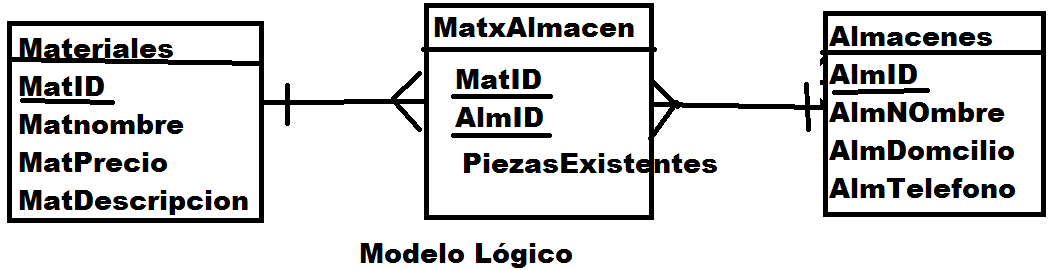 Materiales
MatID
Matnombre
MatPrecio
MatDescripcion
MatxAlmacen
MatID
AlmID
PiezasExistentes
Almacenes
AlmID
AlmNOmbre
AlmDomcilio
AlmTelefono
Modelo Lógico